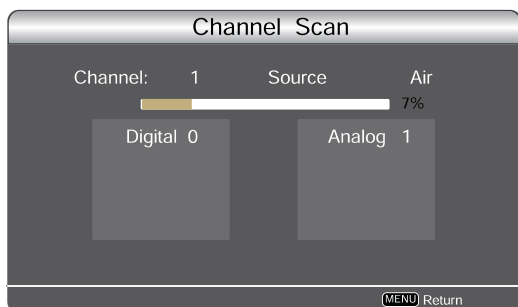 Channel Scan
Channel: 1 Source Air
7%
Digital 0 Analog 1
MENU Return